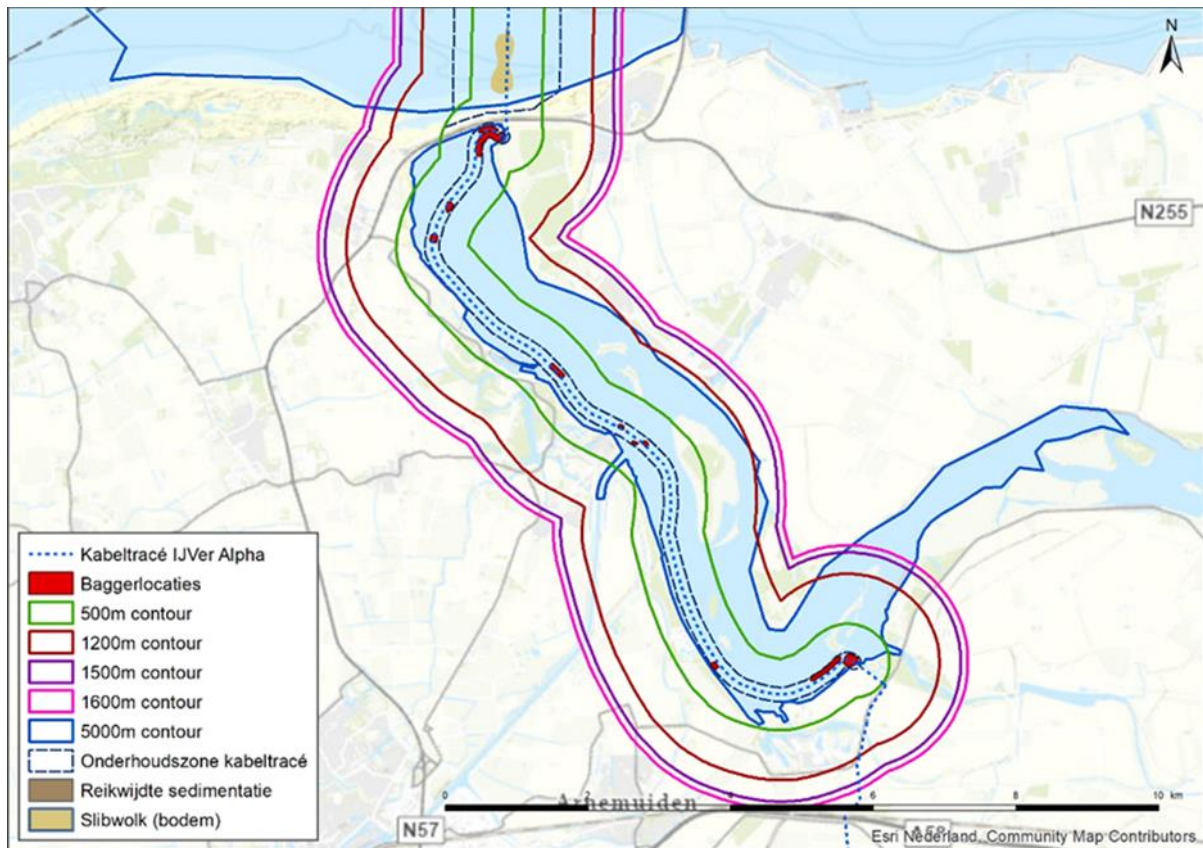 N
N255
Kabeltracé IJVer Alpha
Baggerlocaties
500m contour
1200m contour
1500m contour
1600m contour
5000m contour
Onderhoudszone kabeltracé
Reikwijdte sedimentatie
Slibwolk (bodem)
0 2 4 6 8 10 km
Arnemuiden
N57
A58
Esri Nederland, Community Map Contributors